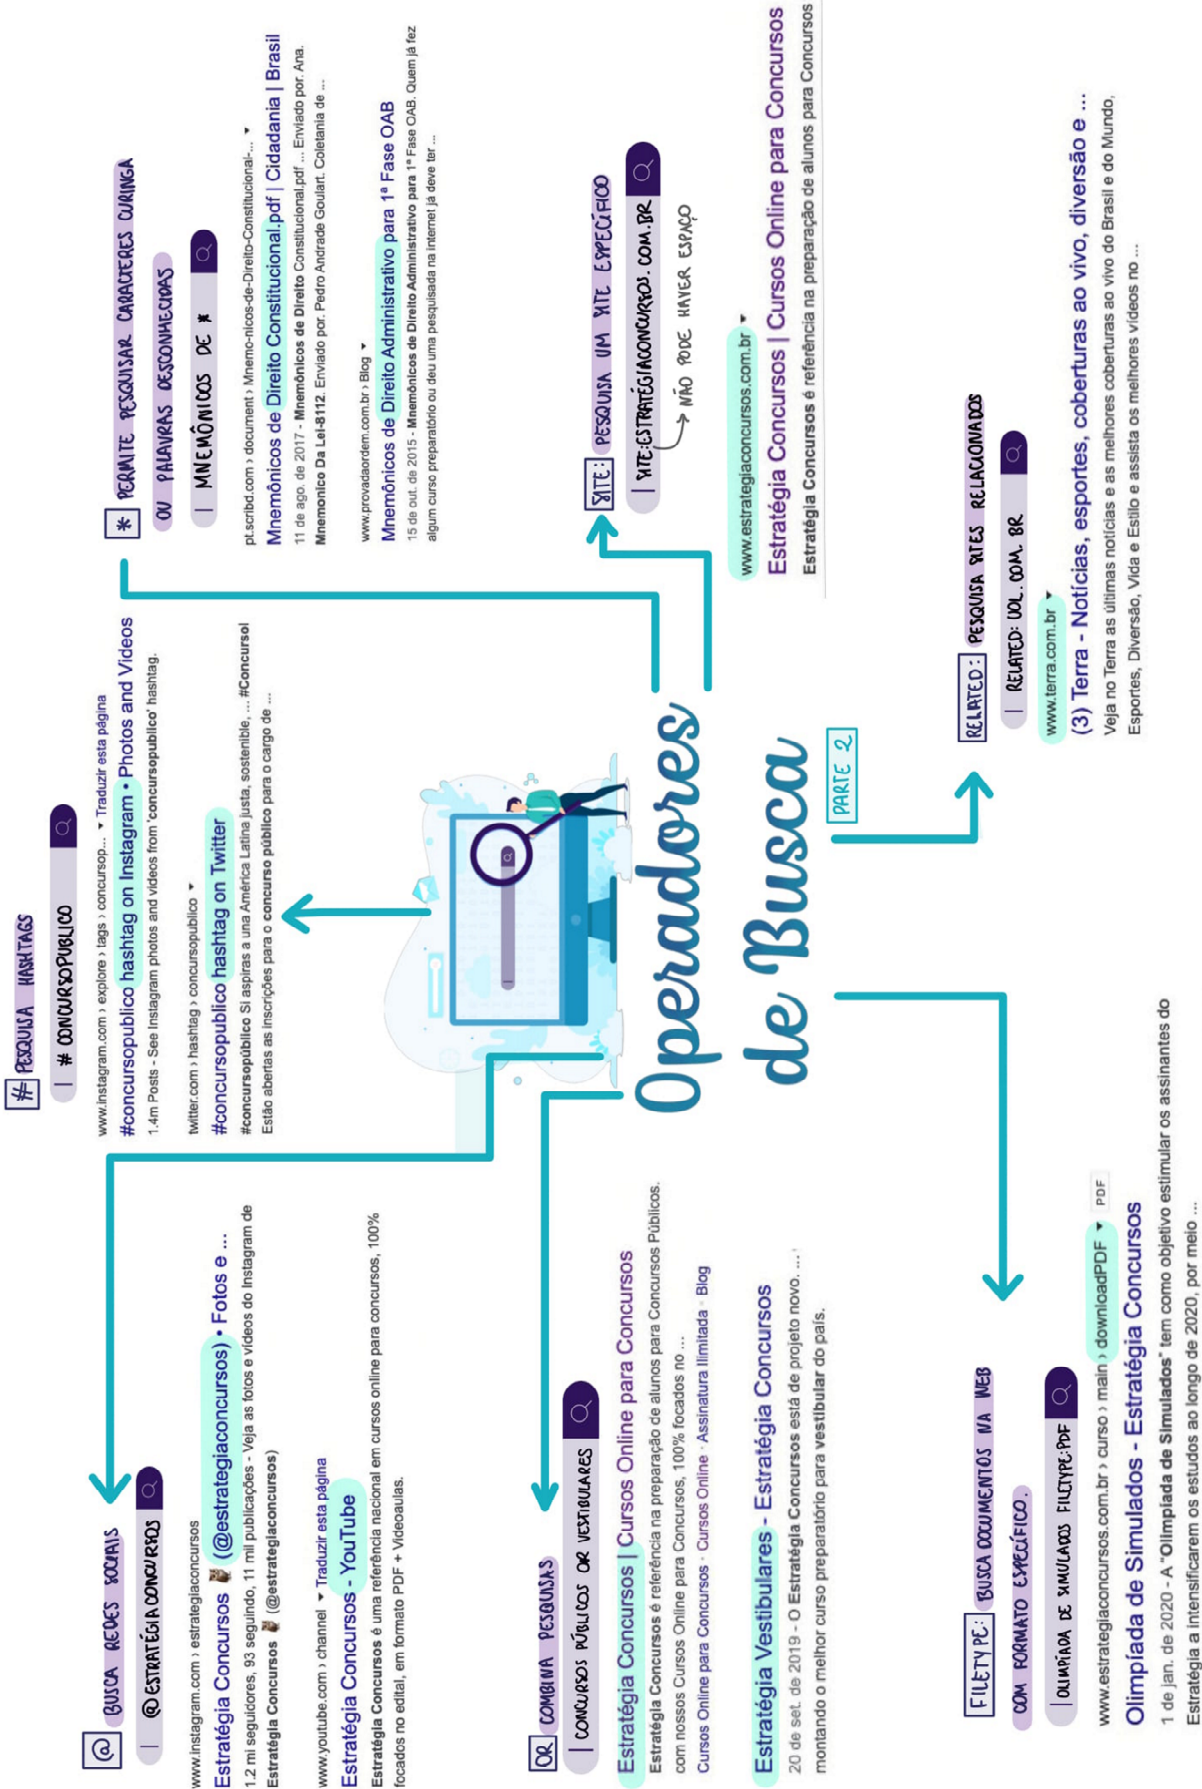 @ BUSCA REDES SOCIAIS
@ESTRATÉGIACONCURSOS
www.instagram.com › estrategiaconcursos
Estratégia Concursos (@estrategiaconcursos) • Fotos e ...
1.2 mi seguidores, 93 seguindo, 11 mil publicações - Veja as fotos e vídeos do Instagram de
Estratégia Concursos (@estrategiaconcursos)
www.youtube.com › channel ▾ Traduzir esta página
Estratégia Concursos - YouTube
Estratégia Concursos é uma referência nacional em cursos online para concursos, 100%
focados no edital, em formato PDF + Videoaulas.
# PESQUISA HASHTAGS
# CONCURSOPUBLICO
www.instagram.com › explore › tags › concursop... ▾ Traduzir esta página
#concursopublico hashtag on Instagram • Photos and Videos
1.4m Posts - See Instagram photos and videos from 'concursopublico' hashtag.
twitter.com › hashtag › concursopublico ▾
#concursopublico hashtag on Twitter
#concursopúblico Si aspiras a una América Latina justa, sostenible, ... #Concursol
Estão abertas as inscrições para o concurso público para o cargo de ...
* PERMITE PESQUISAR CARACTERES CURINGA
OU PALAVRAS DESCONHECIDAS
MNEMÔNICOS DE *
pt.scribd.com › document › Mnemo-nicos-de-Direito-Constitucional-... ▾
Mnemônicos de Direito Constitucional.pdf | Cidadania | Brasil
11 de ago. de 2017 - Mnemônicos de Direito Constitucional.pdf ... Enviado por. Ana.
Mnemonico Da Lei-8112. Enviado por. Pedro Andrade Goulart. Coletania de ...
www.provadaordem.com.br › Blog ▾
Mnemônicos de Direito Administrativo para 1ª Fase OAB
15 de out. de 2015 - Mnemônicos de Direito Administrativo para 1ª Fase OAB. Quem já fez
algum curso preparatório ou deu uma pesquisada na internet já deve ter ...
OR COMBINA PESQUISAS
CONCURSOS PÚBLICOS OR VESTIBULARES
Estratégia Concursos | Cursos Online para Concursos
Estratégia Concursos é referência na preparação de alunos para Concursos Públicos.
com nossos Cursos Online para Concursos, 100% focados no ...
Cursos Online para Concursos · Cursos Online · Assinatura Ilimitada · Blog
Estratégia Vestibulares - Estratégia Concursos
20 de set. de 2019 - O Estratégia Concursos está de projeto novo. ...
montando o melhor curso preparatório para vestibular do país.
Operadores
de Busca
PARTE 2
SITE: PESQUISA UM SITE ESPECÍFICO
SITE:ESTRATÉGIACONCURSOS.COM.BR
NÃO PODE HAVER ESPAÇO
www.estrategiaconcursos.com.br ▾
Estratégia Concursos | Cursos Online para Concursos
Estratégia Concursos é referência na preparação de alunos para Concursos
FILETYPE: BUSCA DOCUMENTOS NA WEB
COM FORMATO ESPECÍFICO.
OLIMPÍADA DE SIMULADOS FILETYPE:PDF
www.estrategiaconcursos.com.br › curso › main › downloadPDF ▾ PDF
Olimpíada de Simulados - Estratégia Concursos
1 de jan. de 2020 - A "Olimpíada de Simulados" tem como objetivo estimular os assinantes do
Estratégia a intensificarem os estudos ao longo de 2020, por meio ...
RELATED: PESQUISA SITES RELACIONADOS
RELATED: UOL.COM.BR
www.terra.com.br ▾
(3) Terra - Notícias, esportes, coberturas ao vivo, diversão e ...
Veja no Terra as últimas notícias e as melhores coberturas ao vivo do Brasil e do Mundo,
Esportes, Diversão, Vida e Estilo e assista os melhores vídeos no ...